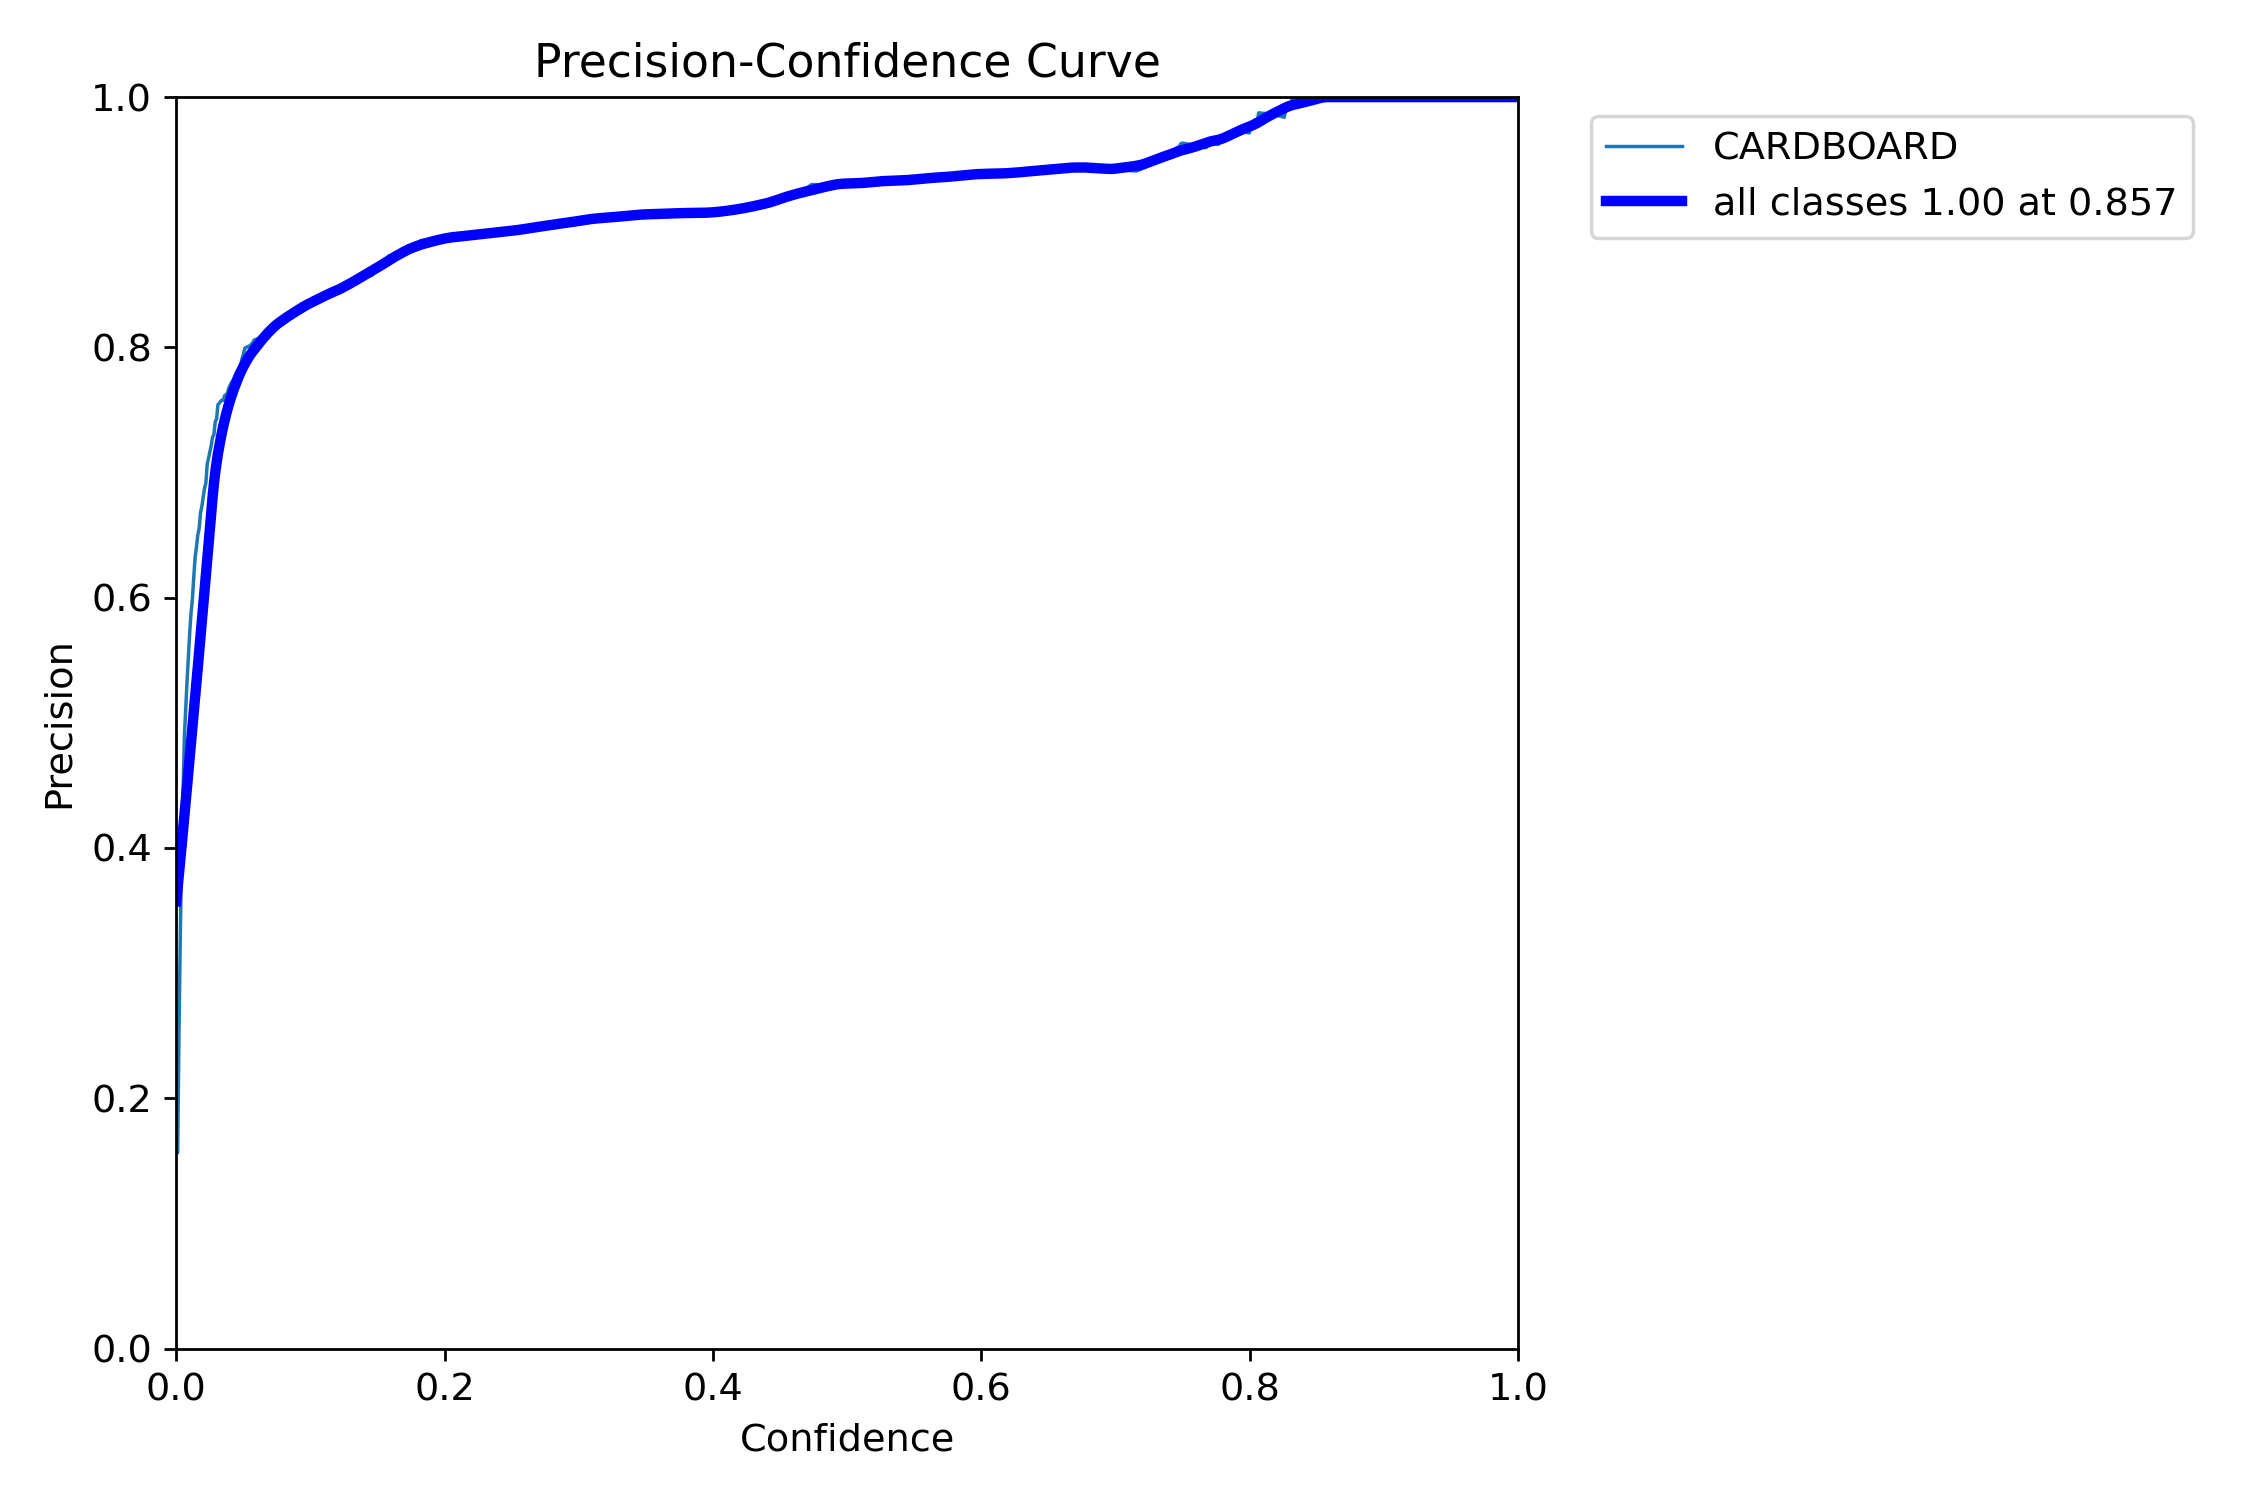 Precision-Confidence Curve
1.0
0.8
0.6
0.4
0.2
0.0
Precision
0.0 0.2 0.4 0.6 0.8 1.0
Confidence
CARDBOARD
all classes 1.00 at 0.857